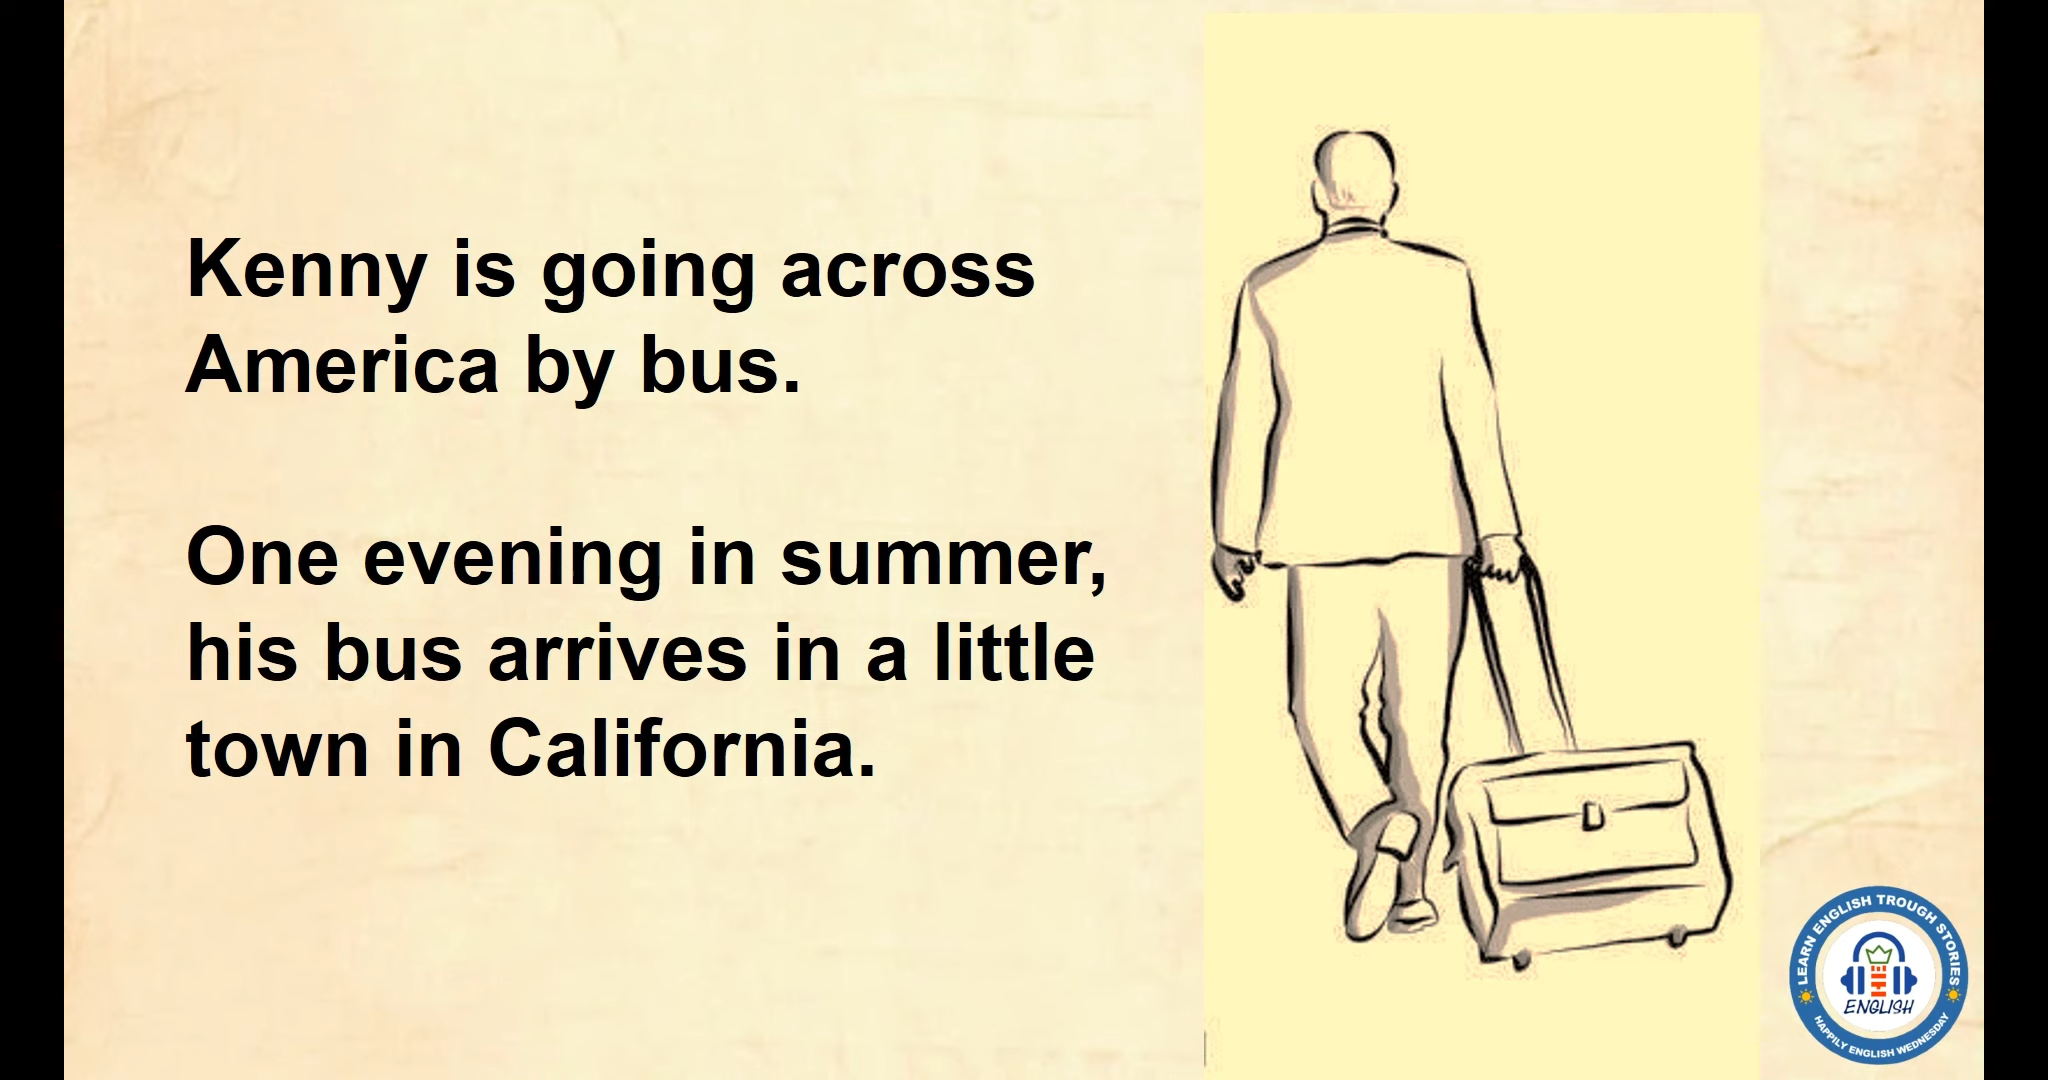 Kenny is going across
America by bus.
One evening in summer,
his bus arrives in a little
town in California.
LEARN ENGLISH TROUGH STORIES
ENGLISH
HAPPILY ENGLISH WEDNESDAY